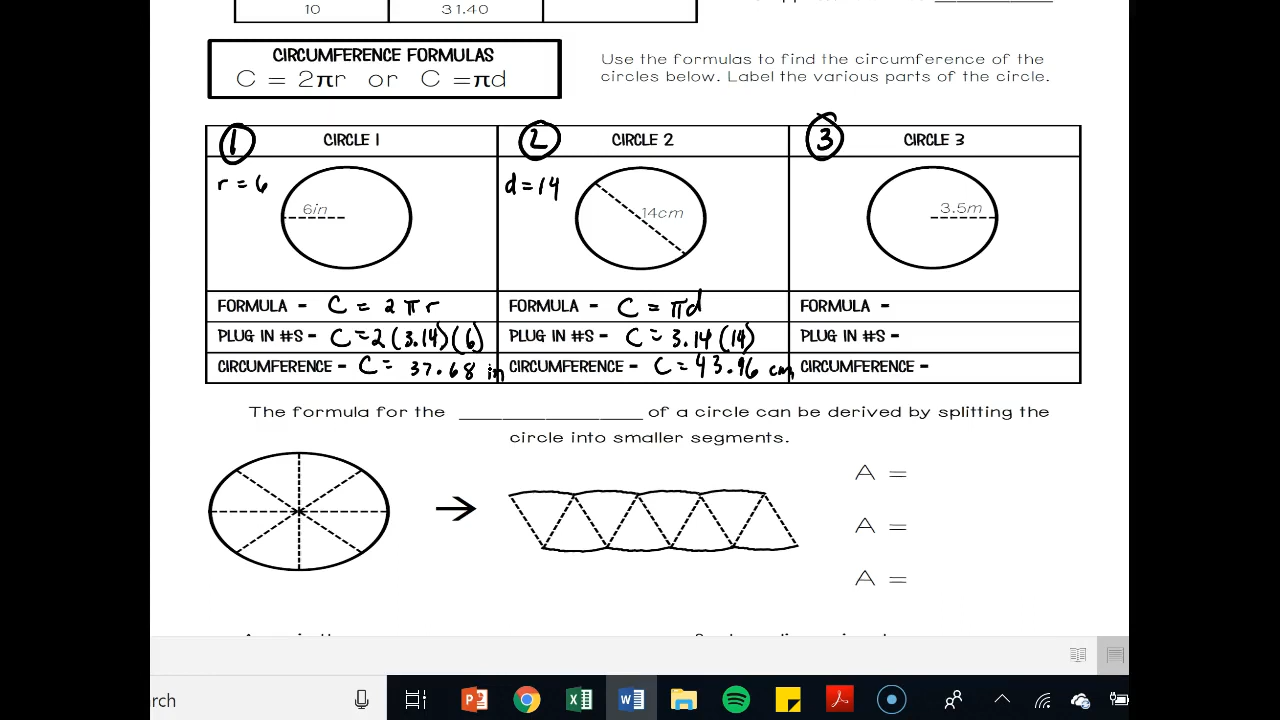 10 31.40
CIRCUMFERENCE FORMULAS
C = 2πr or C =πd
Use the formulas to find the circumference of the
circles below. Label the various parts of the circle.
1 CIRCLE 1
2 CIRCLE 2
3 CIRCLE 3
r = 6
6in
d = 14
14cm
3.5m
FORMULA - C = 2πr
FORMULA - C = πd
FORMULA -
PLUG IN #S - C = 2(3.14)(6)
PLUG IN #S - C = 3.14(14)
PLUG IN #S -
CIRCUMFERENCE - C = 37.68 in
CIRCUMFERENCE - C = 43.96 cm
CIRCUMFERENCE -
The formula for the ____________________ of a circle can be derived by splitting the
circle into smaller segments.
A =
A =
A =
rch